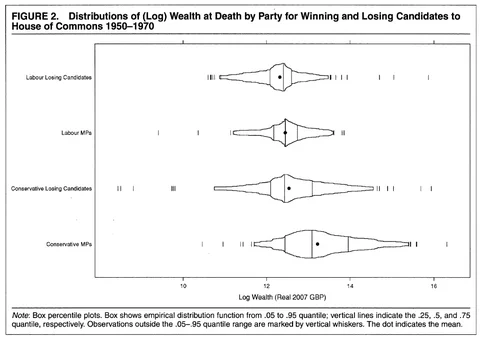 FIGURE 2. Distributions of (Log) Wealth at Death by Party for Winning and Losing Candidates to
House of Commons 1950–1970
Labour Losing Candidates
Labour MPs
Conservative Losing Candidates
Conservative MPs
10 12 14 16
Log Wealth (Real 2007 GBP)
Note: Box percentile plots. Box shows empirical distribution function from .05 to .95 quantile; vertical lines indicate the .25, .5, and .75
quantile, respectively. Observations outside the .05–.95 quantile range are marked by vertical whiskers. The dot indicates the mean.